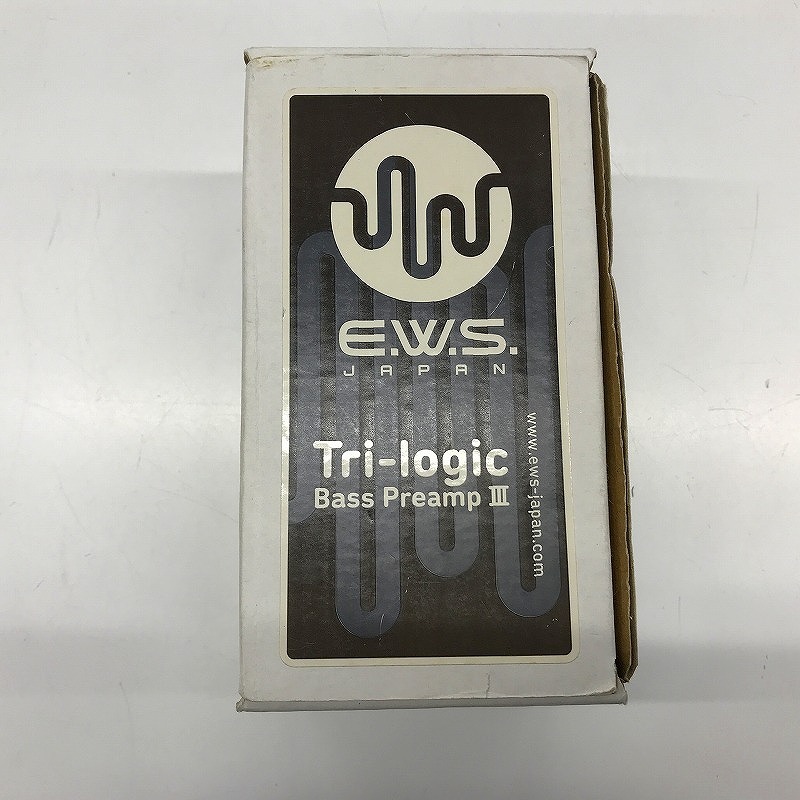 E.W.S.
JAPAN
Tri-logic
Bass Preamp III
www.ews-japan.com